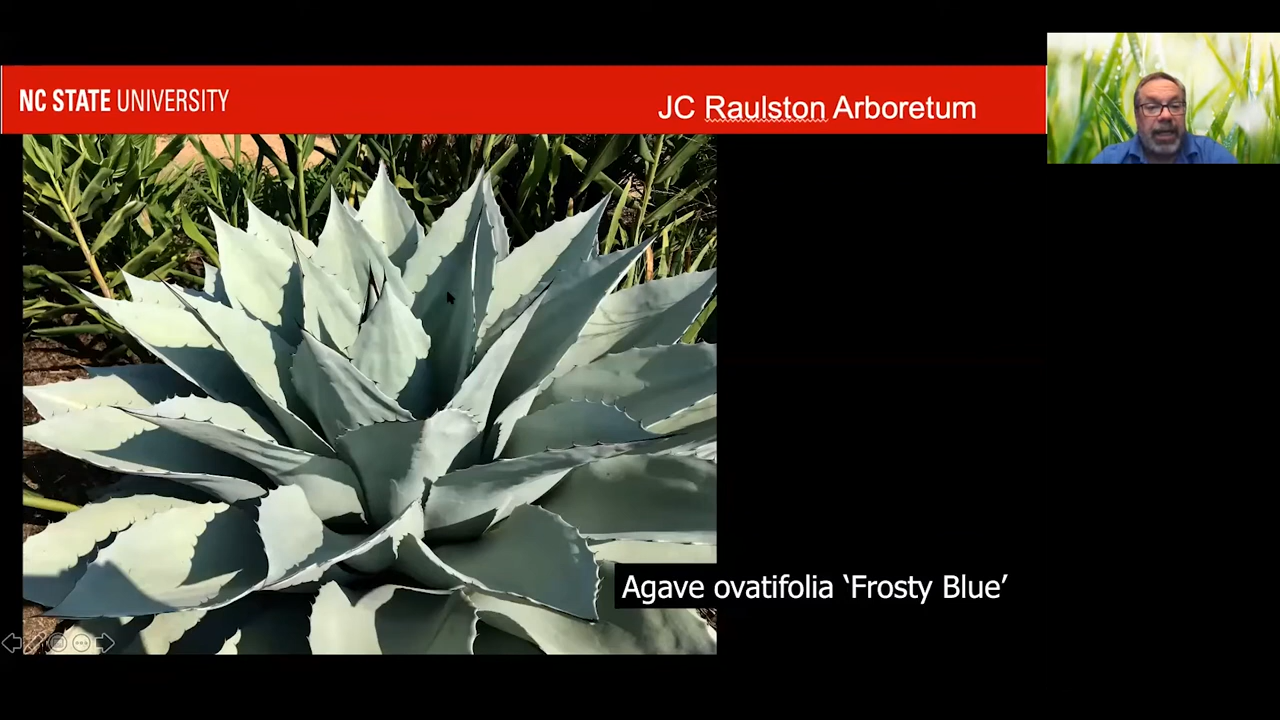 NC STATE UNIVERSITY
JC Raulston Arboretum
Agave ovatifolia ‘Frosty Blue’